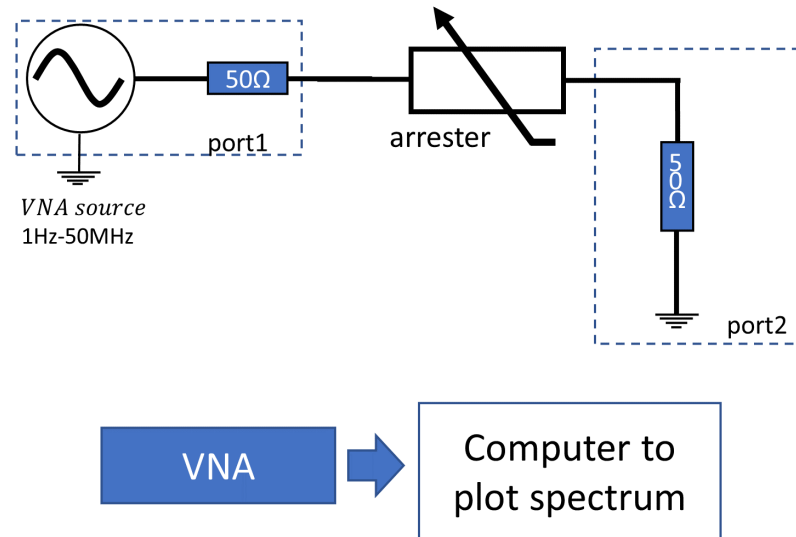 50Ω
port1
arrester
50Ω
VNA source
1Hz-50MHz
port2
VNA
Computer to
plot spectrum